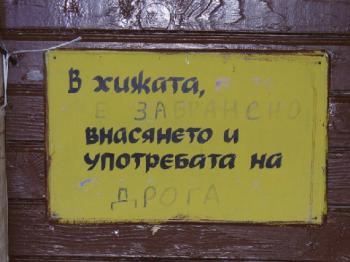 В хижата,
Е ЗАБРАНЕНО
внасянето и
употребата на
ДРОГА